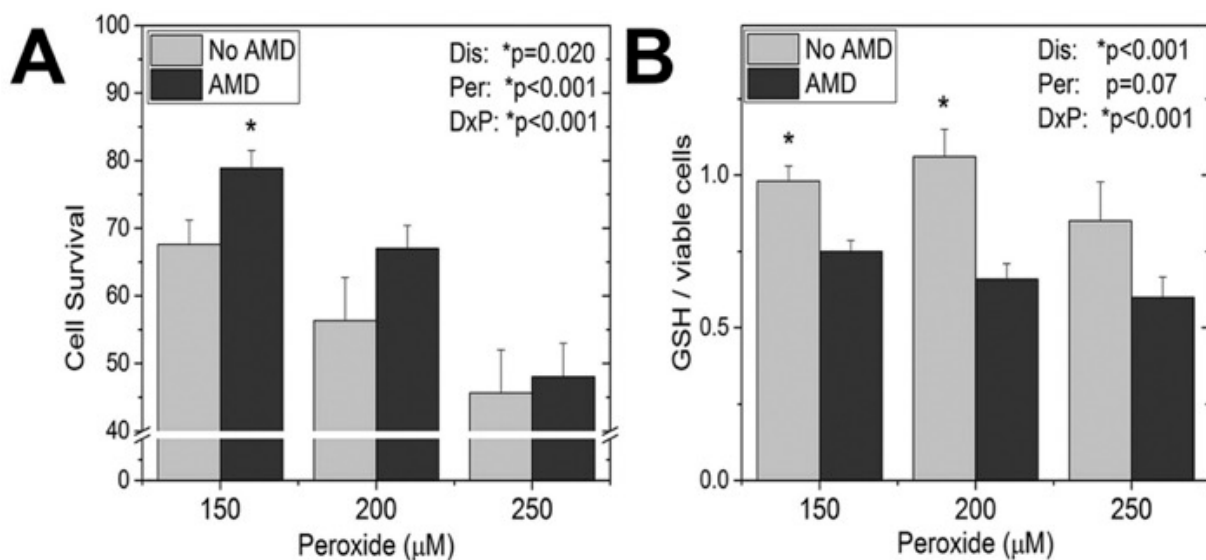 A
No AMD
AMD
Dis: *p=0.020
Per: *p<0.001
DxP: *p<0.001
*
Cell Survival
100
90
80
70
60
50
40
0
150 200 250
Peroxide (μM)
B
No AMD
AMD
Dis: *p<0.001
Per: p=0.07
DxP: *p<0.001
* *
GSH / viable cells
1.0
0.5
0.0
150 200 250
Peroxide (μM)